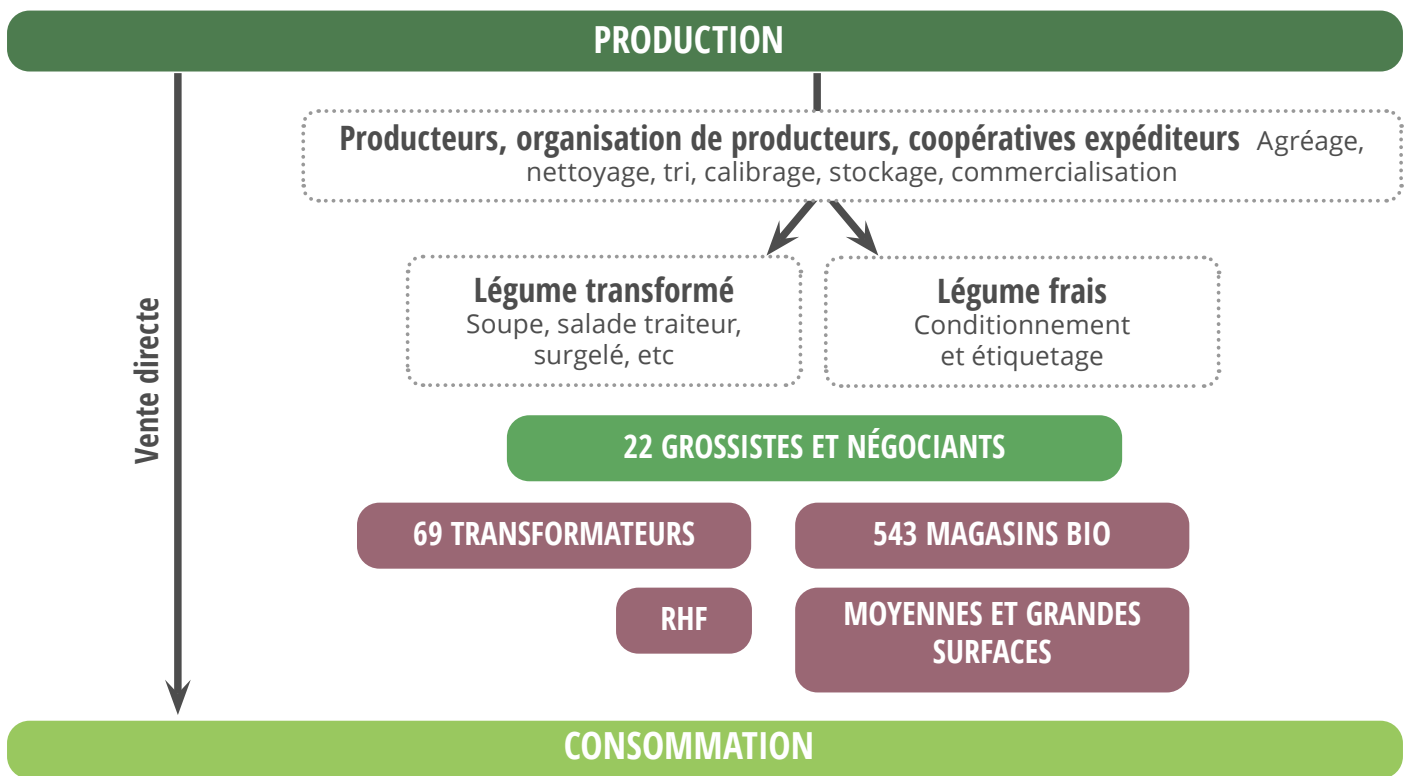 PRODUCTION
Producteurs, organisation de producteurs, coopératives expéditeurs Agréage,
nettoyage, tri, calibrage, stockage, commercialisation
Vente directe
Légume transformé
Soupe, salade traiteur,
surgelé, etc
Légume frais
Conditionnement
et étiquetage
22 GROSSISTES ET NÉGOCIANTS
69 TRANSFORMATEURS
543 MAGASINS BIO
RHF
MOYENNES ET GRANDES
SURFACES
CONSOMMATION